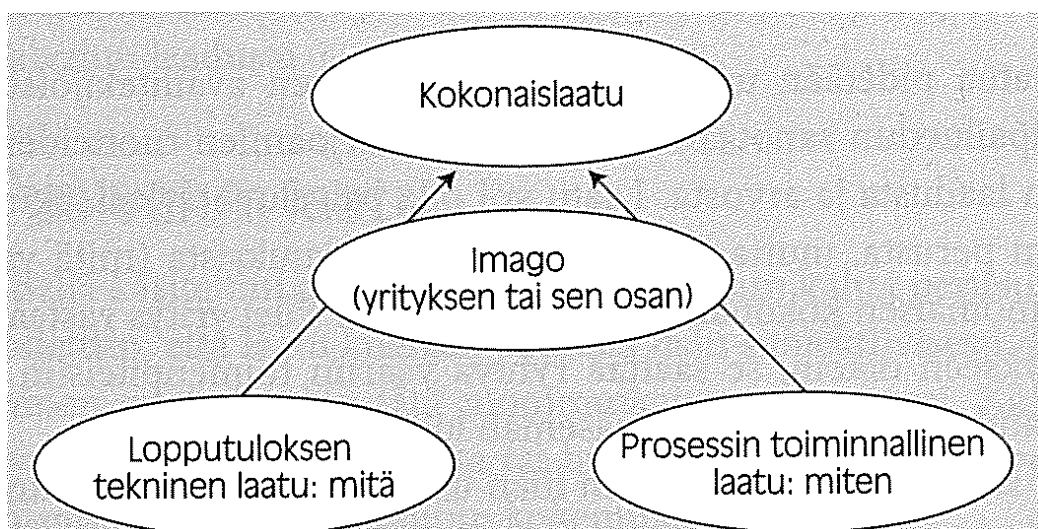 Kokonaislaatu
Imago
(yrityksen tai sen osan)
Lopputuloksen
tekninen laatu: mitä
Prosessin toiminnallinen
laatu: miten